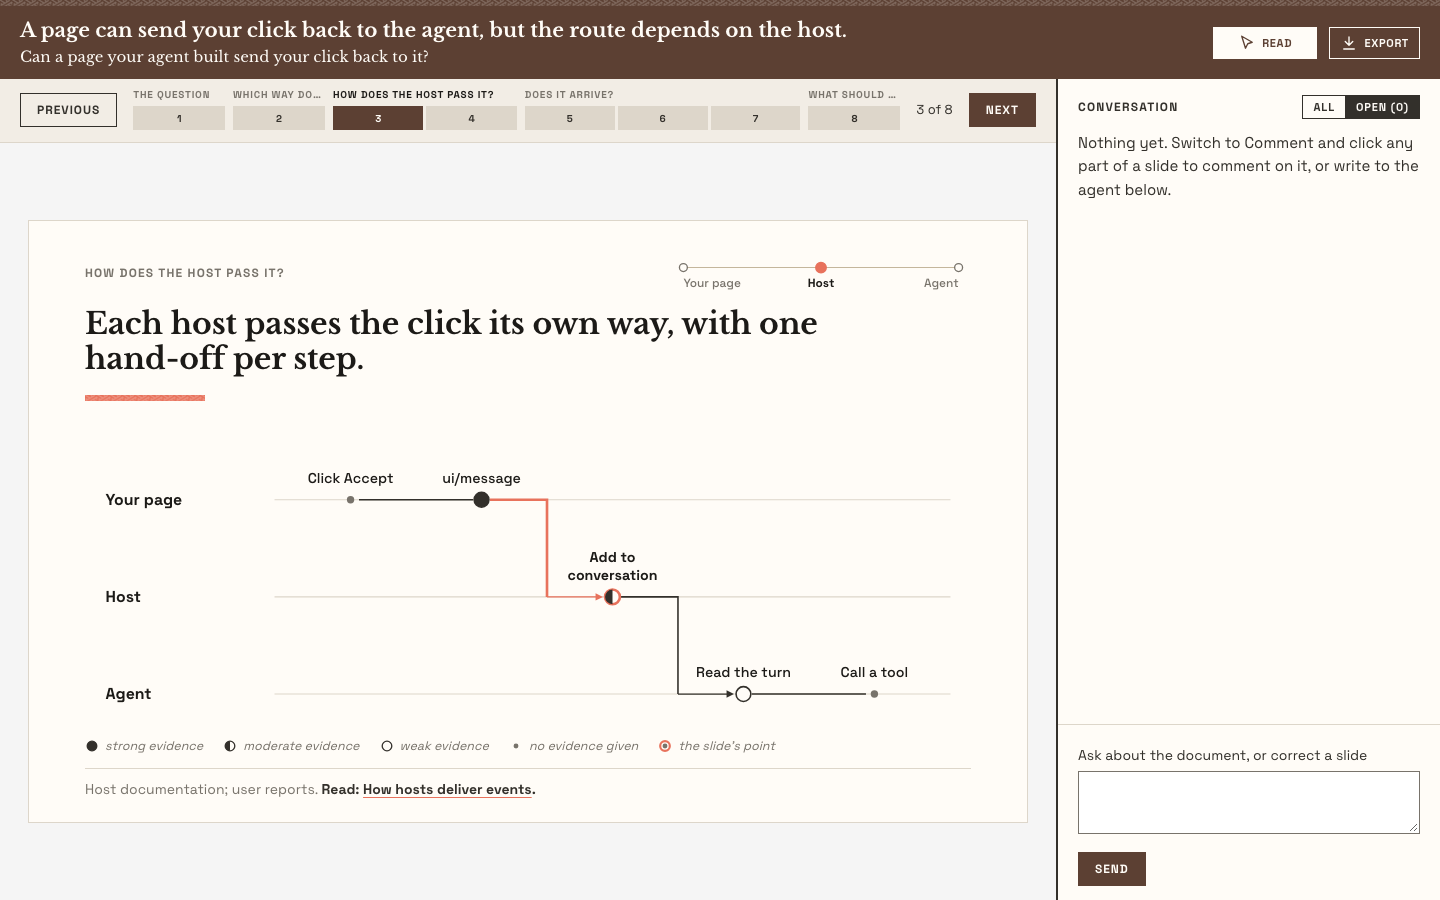 A page can send your click back to the agent, but the route depends on the host.
Can a page your agent built send your click back to it?
READ
EXPORT
PREVIOUS
THE QUESTION
WHICH WAY DO...
HOW DOES THE HOST PASS IT?
DOES IT ARRIVE?
WHAT SHOULD ...
1
2
3
4
5
6
7
8
3 of 8
NEXT
CONVERSATION
ALL
OPEN (0)
Nothing yet. Switch to Comment and click any
part of a slide to comment on it, or write to the
agent below.
HOW DOES THE HOST PASS IT?
Your page
Host
Agent
Each host passes the click its own way, with one
hand-off per step.
Click Accept
ui/message
Your page
Add to
conversation
Host
Read the turn
Call a tool
Agent
strong evidence
moderate evidence
weak evidence
no evidence given
the slide's point
Host documentation; user reports. Read: How hosts deliver events.
Ask about the document, or correct a slide
SEND